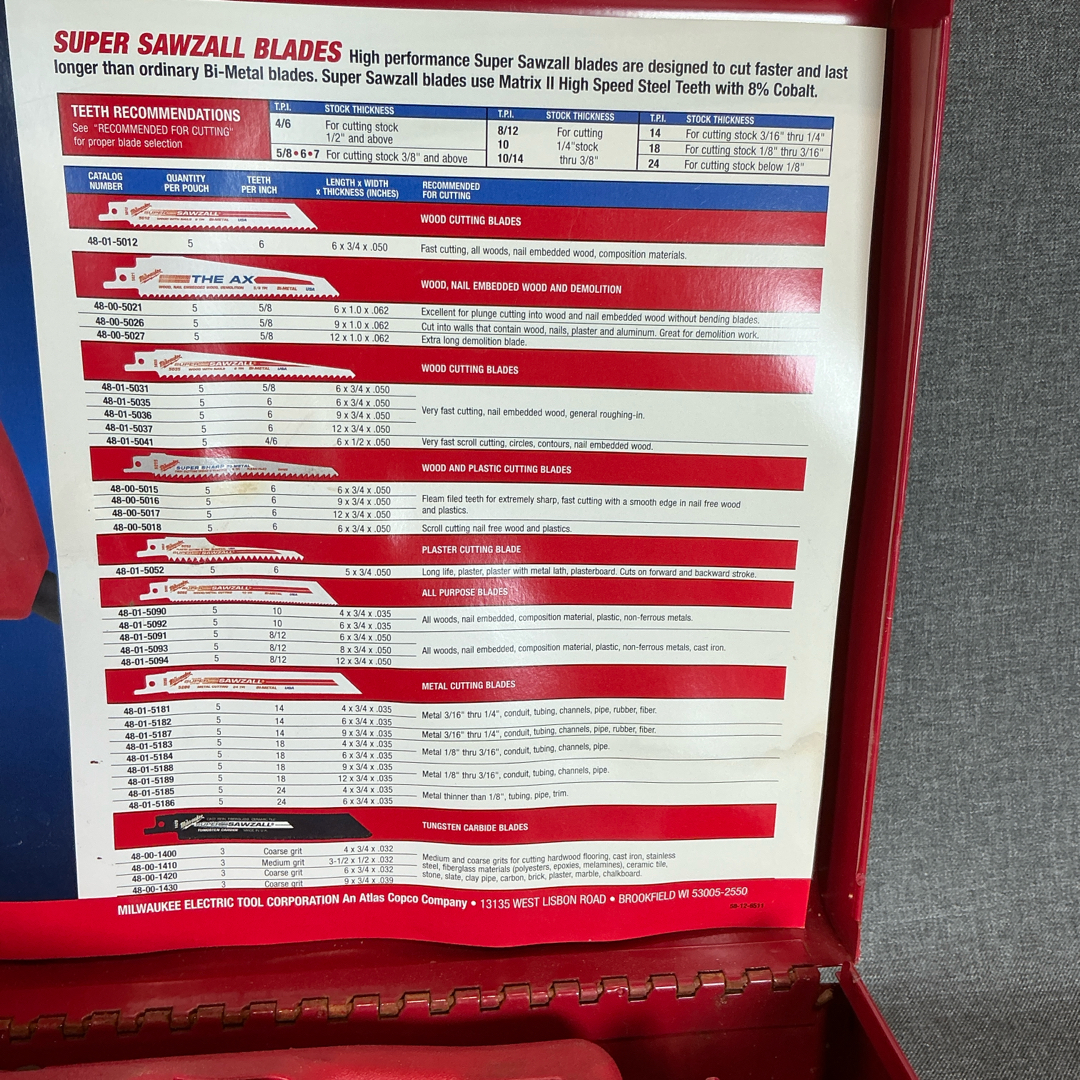 SUPER SAWZALL BLADES High performance Super Sawzall blades are designed to cut faster and last
longer than ordinary Bi-Metal blades. Super Sawzall blades use Matrix II High Speed Steel Teeth with 8% Cobalt.
TEETH RECOMMENDATIONS
See "RECOMMENDED FOR CUTTING"
for proper blade selection
T.P.I. STOCK THICKNESS
4/6 For cutting stock
1/2" and above
5/8•6•7 For cutting stock 3/8" and above
T.P.I. STOCK THICKNESS
8/12 For cutting
10 1/4"stock
10/14 thru 3/8"
T.P.I. STOCK THICKNESS
14 For cutting stock 3/16" thru 1/4"
18 For cutting stock 1/8" thru 3/16"
24 For cutting stock below 1/8"
CATALOG QUANTITY TEETH LENGTH x WIDTH RECOMMENDED
NUMBER PER POUCH PER INCH x THICKNESS (INCHES) FOR CUTTING
Milwaukee SUPER SAWZALL WOOD CUTTING BLADES
48-01-5012 5 6 6 x 3/4 x .050 Fast cutting, all woods, nail embedded wood, composition materials.
Milwaukee THE AX WOOD, NAIL EMBEDDED WOOD AND DEMOLITION
WOOD, NAIL EMBEDDED WOOD, DEMOLITION 5/8 TPI BI-METAL USA
48-00-5021 5 5/8 6 x 1.0 x .062 Excellent for plunge cutting into wood and nail embedded wood without bending blades.
48-00-5026 5 5/8 9 x 1.0 x .062 Cut into walls that contain wood, nails, plaster and aluminum. Great for demolition work.
48-00-5027 5 5/8 12 x 1.0 x .062 Extra long demolition blade.
Milwaukee SUPER SAWZALL WOOD CUTTING BLADES
48-01-5031 5 5/8 6 x 3/4 x .050
48-01-5035 5 6 6 x 3/4 x .050
48-01-5036 5 6 9 x 3/4 x .050 Very fast cutting, nail embedded wood, general roughing-in.
48-01-5037 5 6 12 x 3/4 x .050
48-01-5041 5 4/6 6 x 1/2 x .050 Very fast scroll cutting, circles, contours, nail embedded wood.
SUPER SHARP WOOD AND PLASTIC CUTTING BLADES
48-00-5015 5 6 6 x 3/4 x .050
48-00-5016 5 6 9 x 3/4 x .050 Fleam filed teeth for extremely sharp, fast cutting with a smooth edge in nail free wood
48-00-5017 5 6 12 x 3/4 x .050 and plastics.
48-00-5018 5 6 6 x 3/4 x .050 Scroll cutting nail free wood and plastics.
SUPER SAWZALL PLASTER CUTTING BLADE
48-01-5052 5 6 5 x 3/4 x .050 Long life, plaster, plaster with metal lath, plasterboard. Cuts on forward and backward stroke.
Milwaukee SUPER SAWZALL ALL PURPOSE BLADES
48-01-5090 5 10 4 x 3/4 x .035
48-01-5092 5 10 6 x 3/4 x .035 All woods, nail embedded, composition material, plastic, non-ferrous metals.
48-01-5091 5 8/12 6 x 3/4 x .050
48-01-5093 5 8/12 8 x 3/4 x .050 All woods, nail embedded, composition material, plastic, non-ferrous metals, cast iron.
48-01-5094 5 8/12 12 x 3/4 x .050
Milwaukee SUPER SAWZALL METAL CUTTING BLADES
48-01-5181 5 14 4 x 3/4 x .035 Metal 3/16" thru 1/4", conduit, tubing, channels, pipe, rubber, fiber.
48-01-5182 5 14 6 x 3/4 x .035
48-01-5187 5 14 9 x 3/4 x .035 Metal 3/16" thru 1/4", conduit, tubing, channels, pipe, rubber, fiber.
48-01-5183 5 18 4 x 3/4 x .035
48-01-5184 5 18 6 x 3/4 x .035 Metal 1/8" thru 3/16", conduit, tubing, channels, pipe.
48-01-5188 5 18 9 x 3/4 x .035
48-01-5189 5 18 12 x 3/4 x .035 Metal 1/8" thru 3/16", conduit, tubing, channels, pipe.
48-01-5185 5 24 4 x 3/4 x .035
48-01-5186 5 24 6 x 3/4 x .035 Metal thinner than 1/8", tubing, pipe, trim.
Milwaukee SUPER SAWZALL TUNGSTEN CARBIDE BLADES
TUNGSTEN CARBIDE MADE IN U.S.A.
48-00-1400 3 Coarse grit 4 x 3/4 x .032
48-00-1410 3 Medium grit 3-1/2 x 1/2 x .032 Medium and coarse grits for cutting hardwood flooring, cast iron, stainless
48-00-1420 3 Coarse grit 6 x 3/4 x .032 steel, fiberglass materials (polyesters, epoxies, melamines), ceramic tile,
48-00-1430 3 Coarse grit 9 x 3/4 x .039 stone, slate, clay pipe, carbon, brick, plaster, marble, chalkboard.
MILWAUKEE ELECTRIC TOOL CORPORATION An Atlas Copco Company • 13135 WEST LISBON ROAD • BROOKFIELD WI 53005-2550